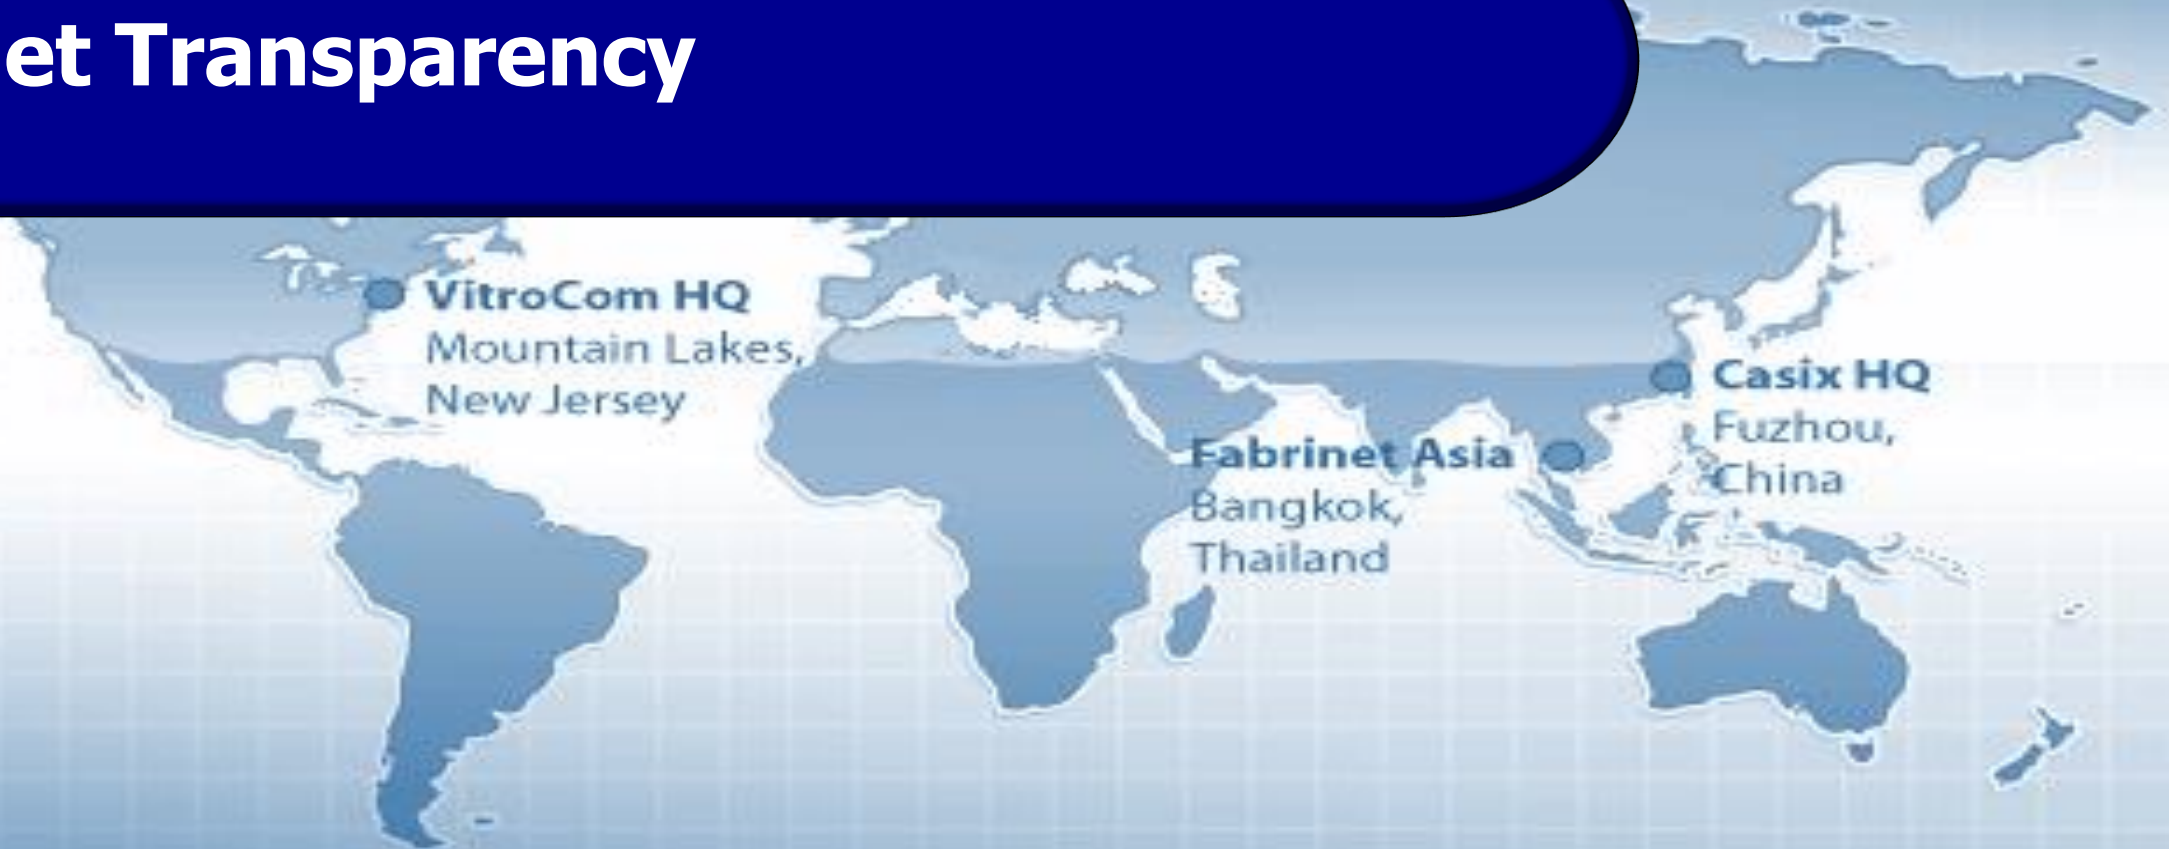 et Transparency
VitroCom HQ
Mountain Lakes,
New Jersey
Casix HQ
Fuzhou,
China
Fabrinet Asia
Bangkok,
Thailand